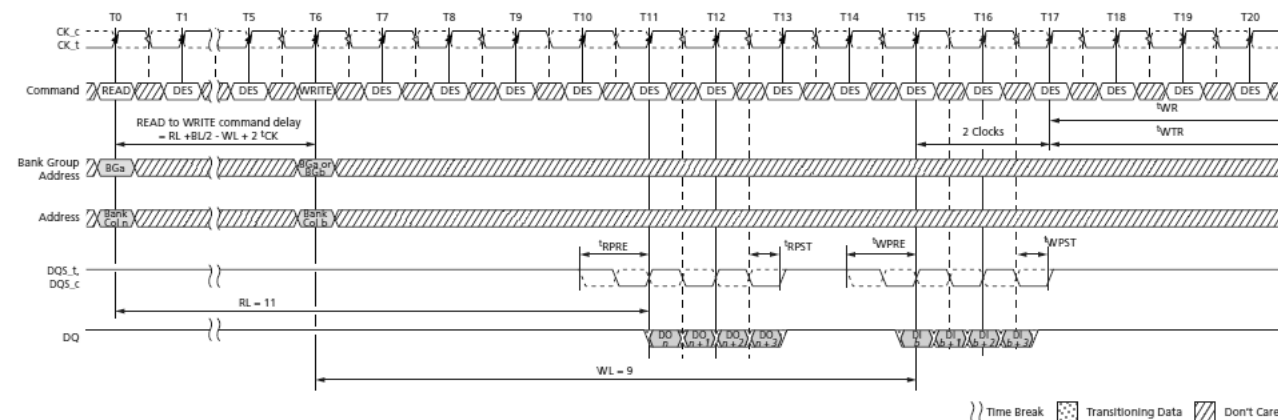 T0 T1 T5 T6 T7 T8 T9 T10 T11 T12 T13 T14 T15 T16 T17 T18 T19 T20
CK_c
CK_t
Command READ DES DES WRITE DES DES DES DES DES DES DES DES DES DES DES DES DES DES
tWR
READ to WRITE command delay
= RL +BL/2 - WL + 2 tCK
2 Clocks tWTR
Bank Group
Address
BGa
BGa or
BGb
Address
Bank
Col n
Bank
Col b
tRPRE tRPST tWPRE tWPST
DQS_t,
DQS_c
RL = 11
DQ
DO
n
DO
n + 1
DO
n + 2
DO
n + 3
DI
b
DI
b + 1
DI
b + 2
DI
b + 3
WL = 9
Time Break Transitioning Data Don't Care